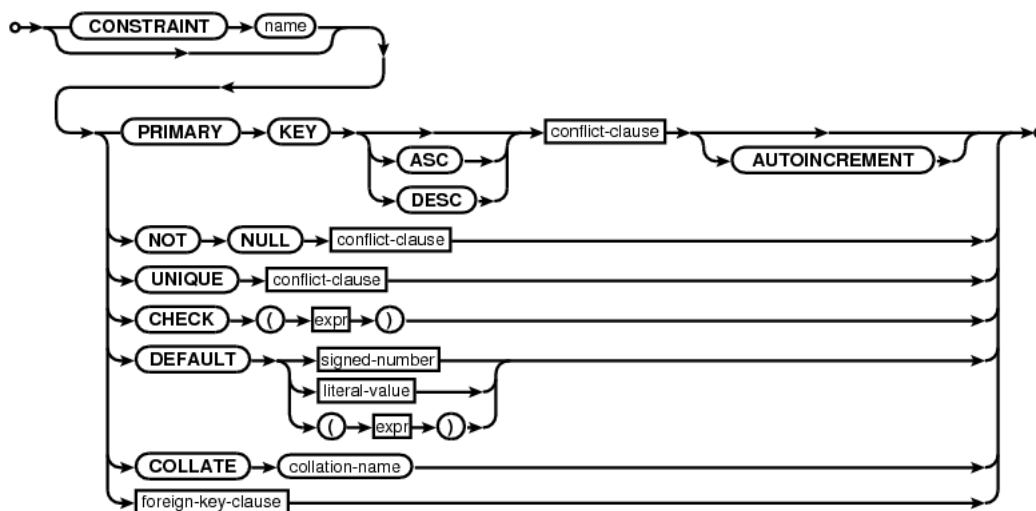 CONSTRAINT name
PRIMARY KEY conflict-clause
ASC AUTOINCREMENT
DESC
NOT NULL conflict-clause
UNIQUE conflict-clause
CHECK ( expr )
DEFAULT signed-number
literal-value
( expr )
COLLATE collation-name
foreign-key-clause